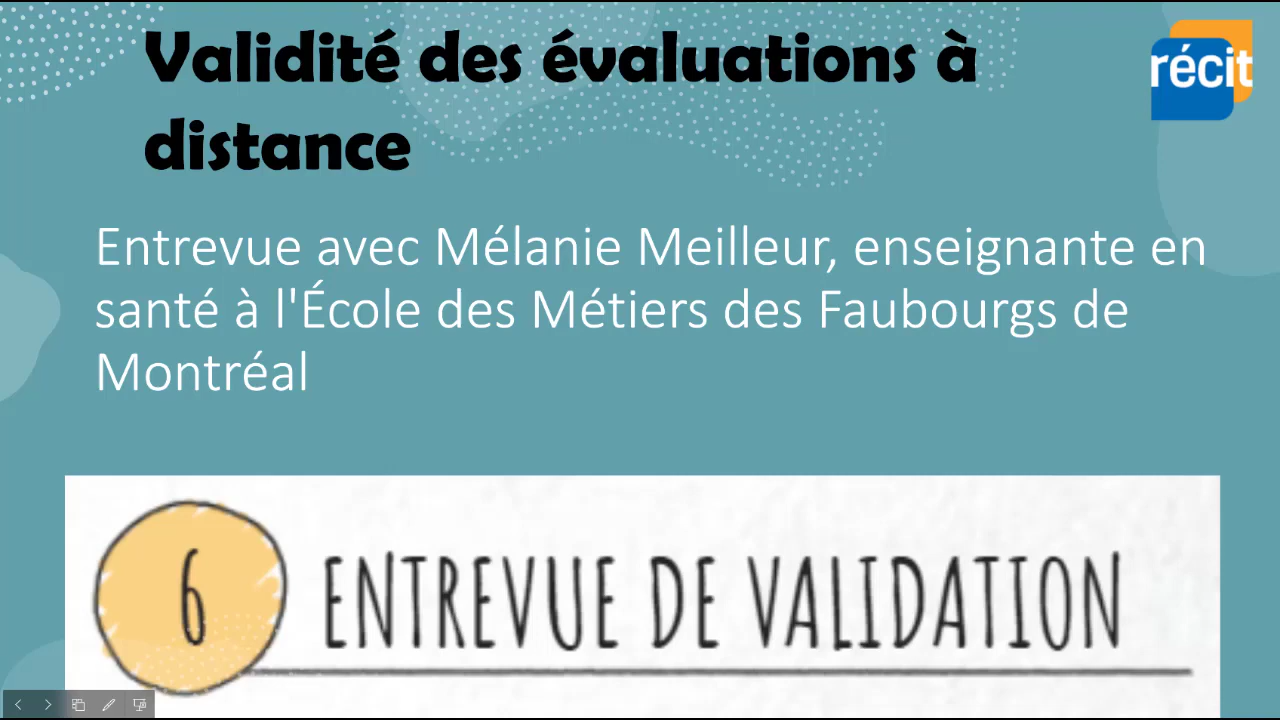 Validité des évaluations à
distance
récit
Entrevue avec Mélanie Meilleur, enseignante en
santé à l'École des Métiers des Faubourgs de
Montréal
6 ENTREVUE DE VALIDATION